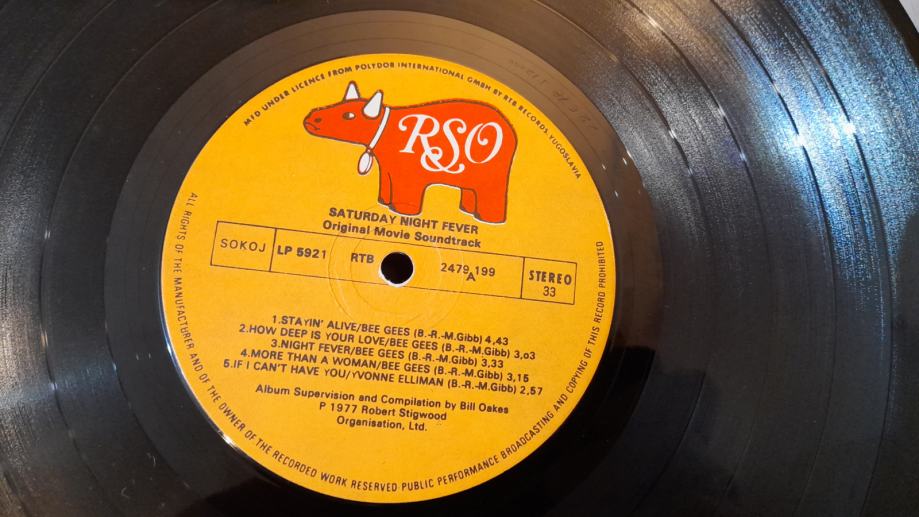 MFD UNDER LICENCE FROM POLYDOR INTERNATIONAL GMBH BY RTB RECORDS, YUGOSLAVIA
RSO
SATURDAY NIGHT FEVER
Original Movie Soundtrack
SOKOJ LP 5921 RTB 2479 199 STEREO
A 33
1.STAYIN' ALIVE/BEE GEES (B.-R.-M.Gibb) 4,43
2.HOW DEEP IS YOUR LOVE/BEE GEES (B.-R.-M.Gibb) 3,o3
3.NIGHT FEVER/BEE GEES (B.-R.-M.Gibb) 3,33
4.MORE THAN A WOMAN/BEE GEES (B.-R.-M.Gibb) 3,15
5.IF I CAN'T HAVE YOU/YVONNE ELLIMAN (B.-R.-M.Gibb) 2,57
Album Supervision and Compilation by Bill Oakes
P 1977 Robert Stigwood
Organisation, Ltd.
ALL RIGHTS OF THE MANUFACTURER AND OF THE OWNER OF THE RECORDED WORK RESERVED PUBLIC PERFORMANCE BROADCASTING AND COPYING OF THIS RECORD PROHIBITED